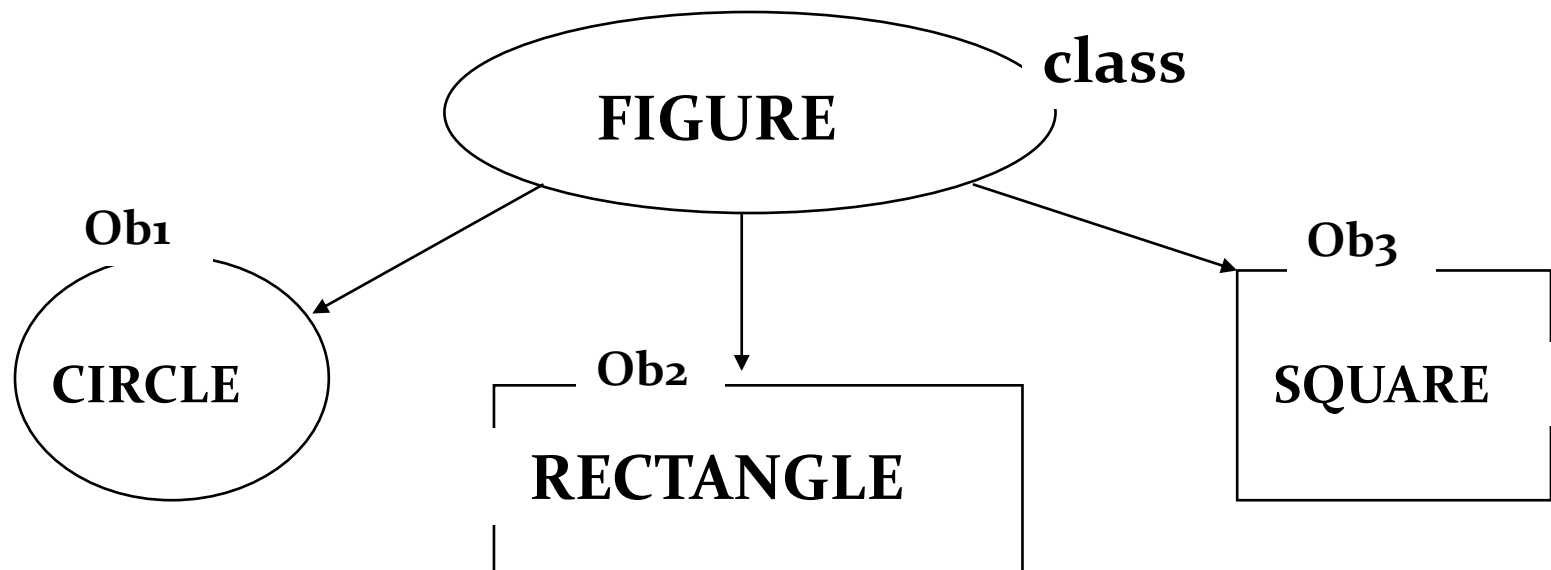 class
FIGURE
Ob1
CIRCLE
Ob2
RECTANGLE
Ob3
SQUARE